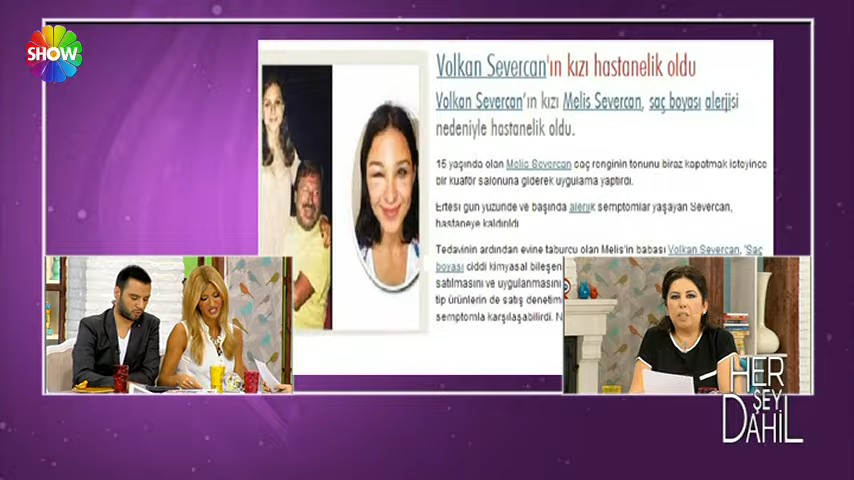 SHOW
Volkan Severcan'ın kızı hastanelik oldu
Volkan Severcan'ın kızı Melis Severcan, saç boyası alerjisi
nedeniyle hastanelik oldu.
15 yaşında olan Melis Severcan saç renginin tonunu biraz kapatmak isteyince
bir kuaför salonuna giderek uygulama yaptırdı.
Ertesi gün yüzünde ve başında alerjik semptomlar yaşayan Severcan,
hastaneye kaldırıldı.
Tedavinin ardından evine taburcu olan Melis'in babası Volkan Severcan, 'Saç
boyası ciddi kimyasal bileşen
satılmasını ve uygulanmasını
tip ürünlerin de satış denetim
semptomla karşılaşabilirdi. N
HER
ŞEY
DAHİL